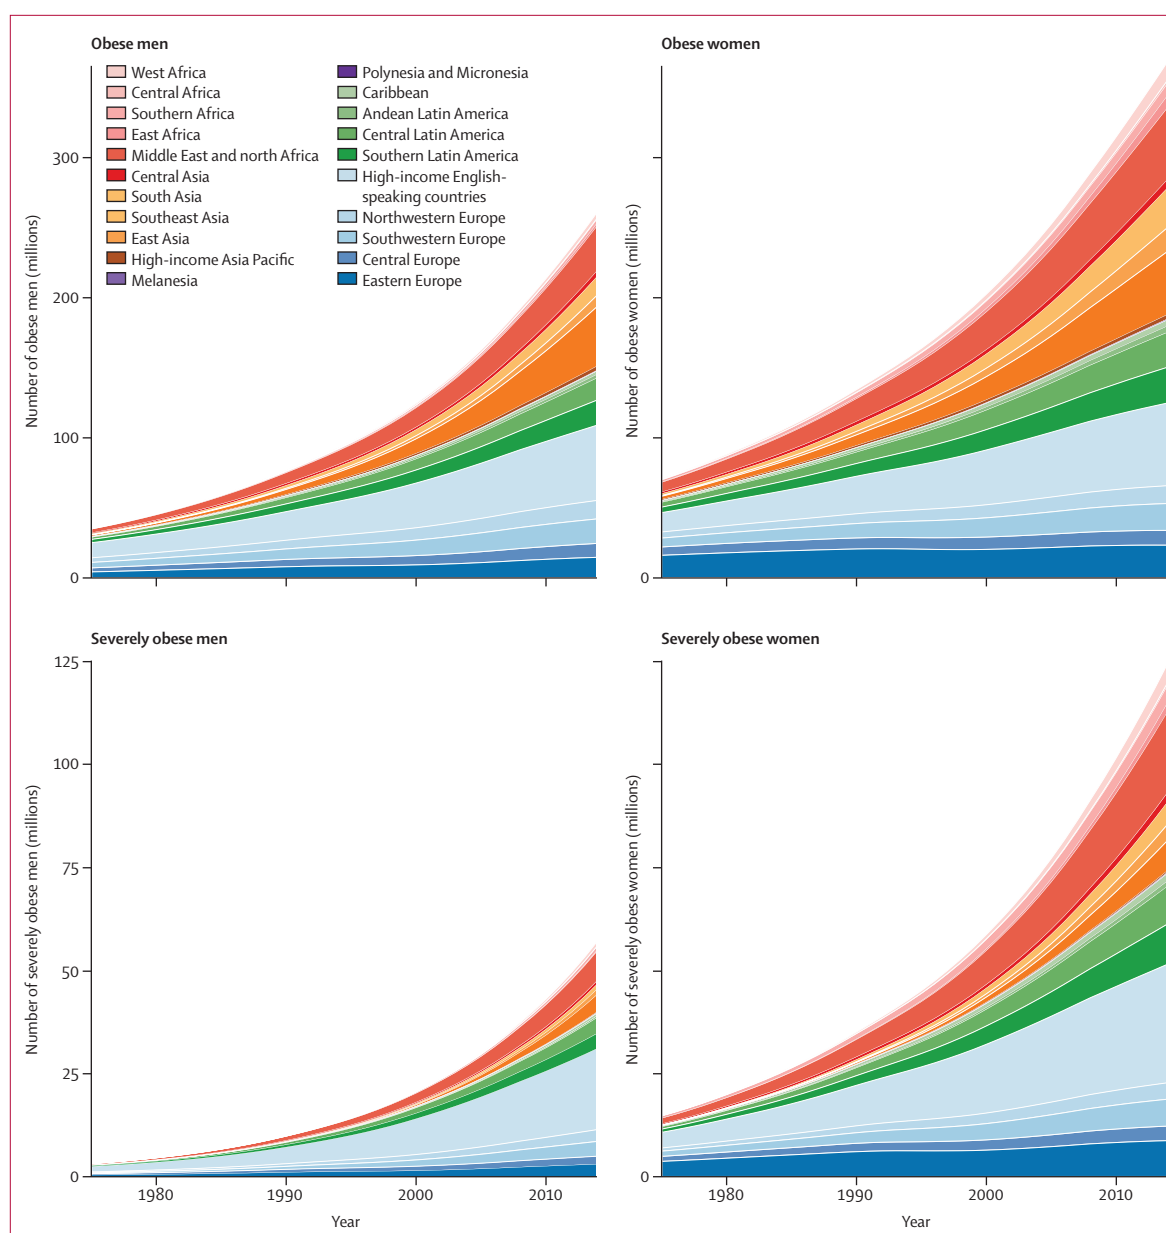 Obese men
Obese women
Number of obese men (millions)
300
200
100
0
West Africa
Central Africa
Southern Africa
East Africa
Middle East and north Africa
Central Asia
South Asia
Southeast Asia
East Asia
High-income Asia Pacific
Melanesia
Polynesia and Micronesia
Caribbean
Andean Latin America
Central Latin America
Southern Latin America
High-income English-
speaking countries
Northwestern Europe
Southwestern Europe
Central Europe
Eastern Europe
Number of obese women (millions)
300
200
100
0
Severely obese men
Severely obese women
Number of severely obese men (millions)
125
100
75
50
25
0
1980 1990 2000 2010
Year
Number of severely obese women (millions)
0
1980 1990 2000 2010
Year